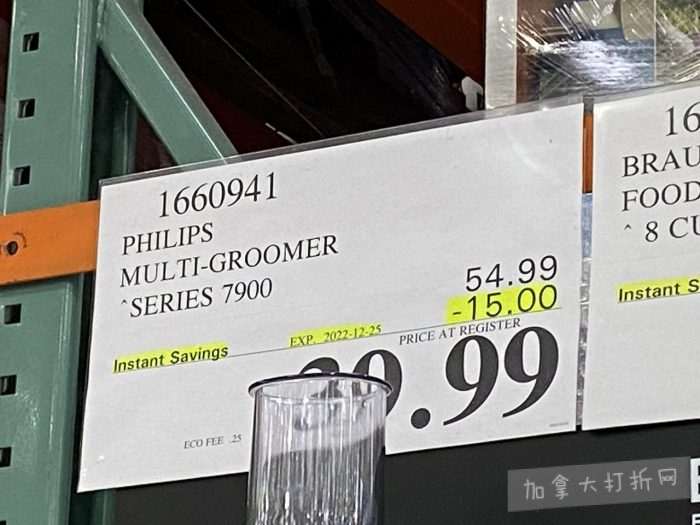 1660941
PHILIPS
MULTI-GROOMER
^SERIES 7900
54.99
-15.00
EXP. 2022-12-25
PRICE AT REGISTER
Instant Savings
9.99
ECO FEE .25
16
BRAU
FOOD
^ 8 CU
Instant S
加拿大打折网